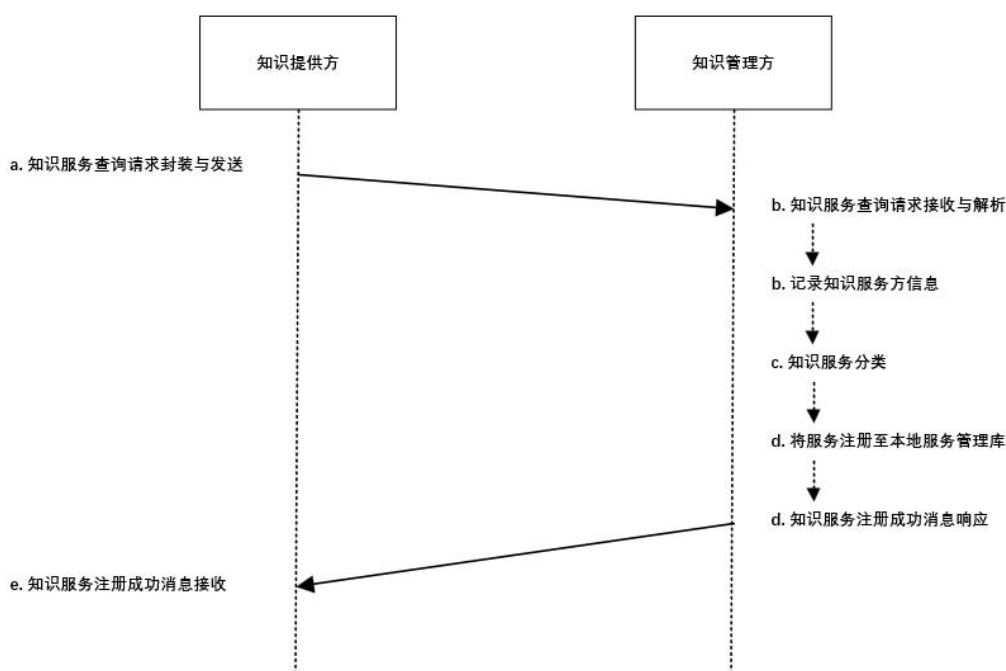 知识提供方
知识管理方
a. 知识服务查询请求封装与发送
b. 知识服务查询请求接收与解析
b. 记录知识服务方信息
c. 知识服务分类
d. 将服务注册至本地服务管理库
d. 知识服务注册成功消息响应
e. 知识服务注册成功消息接收